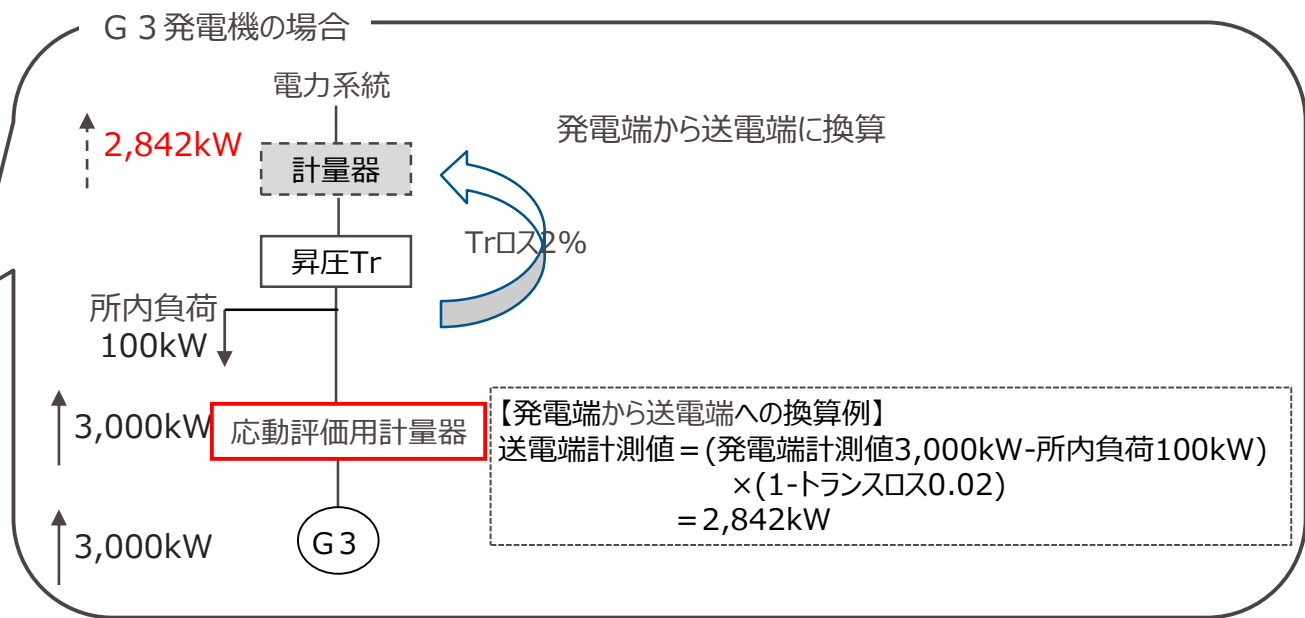 G３発電機の場合
電力系統
2,842kW
計量器
発電端から送電端に換算
Trロス2%
昇圧Tr
所内負荷
100kW
3,000kW
応動評価用計量器
【発電端から送電端への換算例】
送電端計測値＝(発電端計測値3,000kW-所内負荷100kW)
×(1-トランスロス0.02)
＝2,842kW
3,000kW
G３